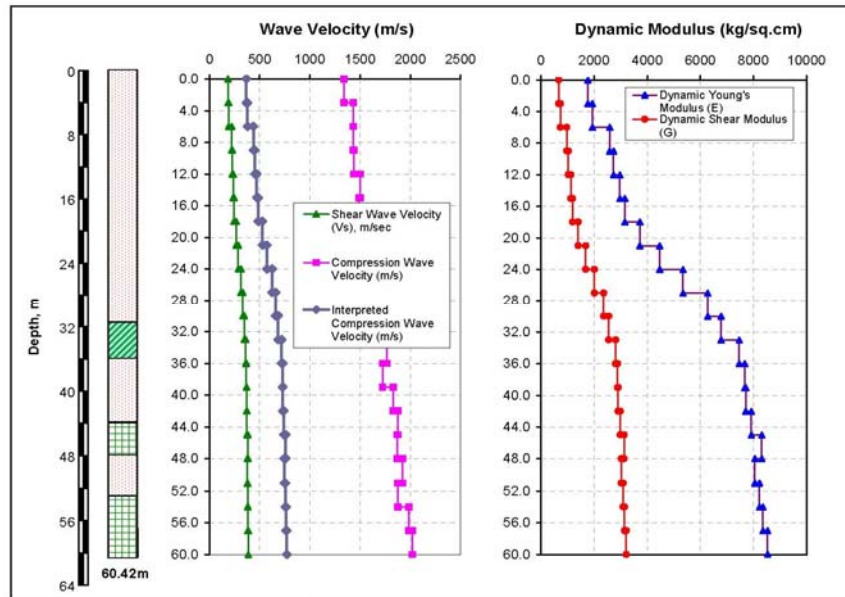 Wave Velocity (m/s)
Dynamic Modulus (kg/sq.cm)
0 500 1000 1500 2000 2500
0 2000 4000 6000 8000 10000
Depth, m
0
8
16
24
32
40
48
56
64
60.42m
0.0
4.0
8.0
12.0
16.0
20.0
24.0
28.0
32.0
36.0
40.0
44.0
48.0
52.0
56.0
60.0
Shear Wave Velocity
(Vs), m/sec
Compression Wave
Velocity (m/s)
Interpreted
Compression Wave
Velocity (m/s)
0.0
4.0
8.0
12.0
16.0
20.0
24.0
28.0
32.0
36.0
40.0
44.0
48.0
52.0
56.0
60.0
Dynamic Young's
Modulus (E)
Dynamic Shear Modulus
(G)